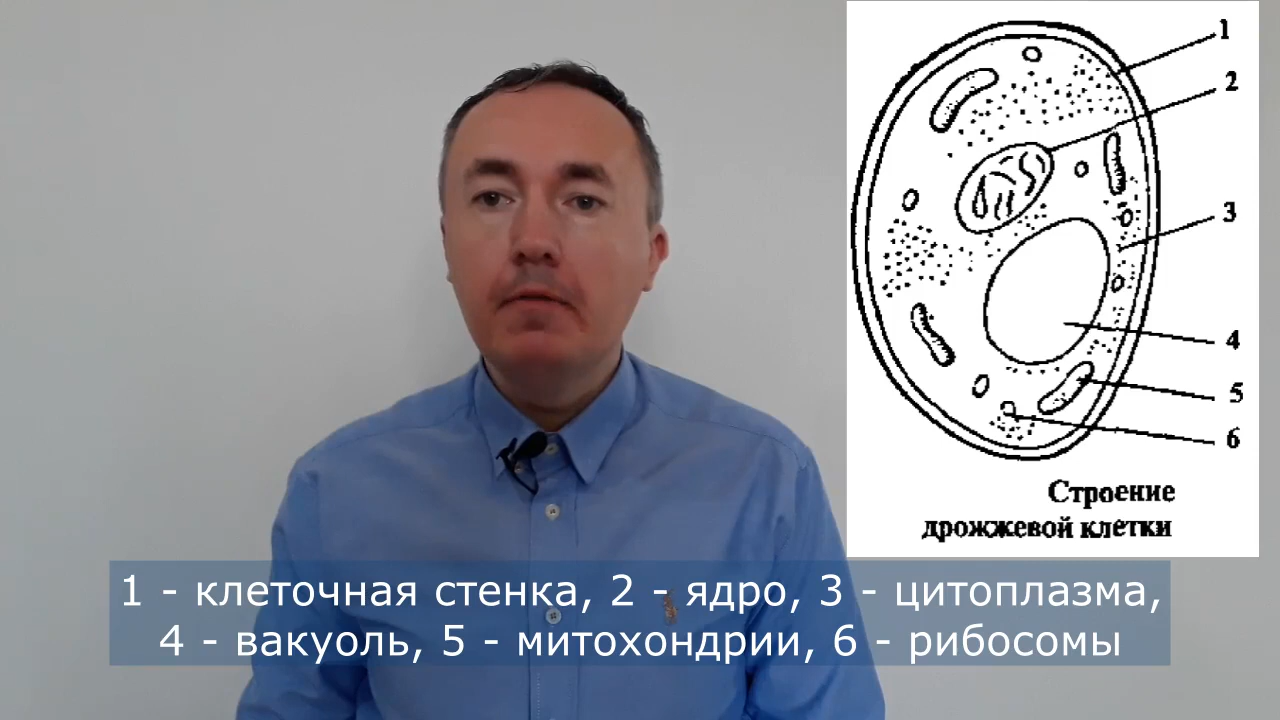 1
2
3
4
5
6
Строение
дрожжевой клетки
1 - клеточная стенка, 2 - ядро, 3 - цитоплазма,
4 - вакуоль, 5 - митохондрии, 6 - рибосомы